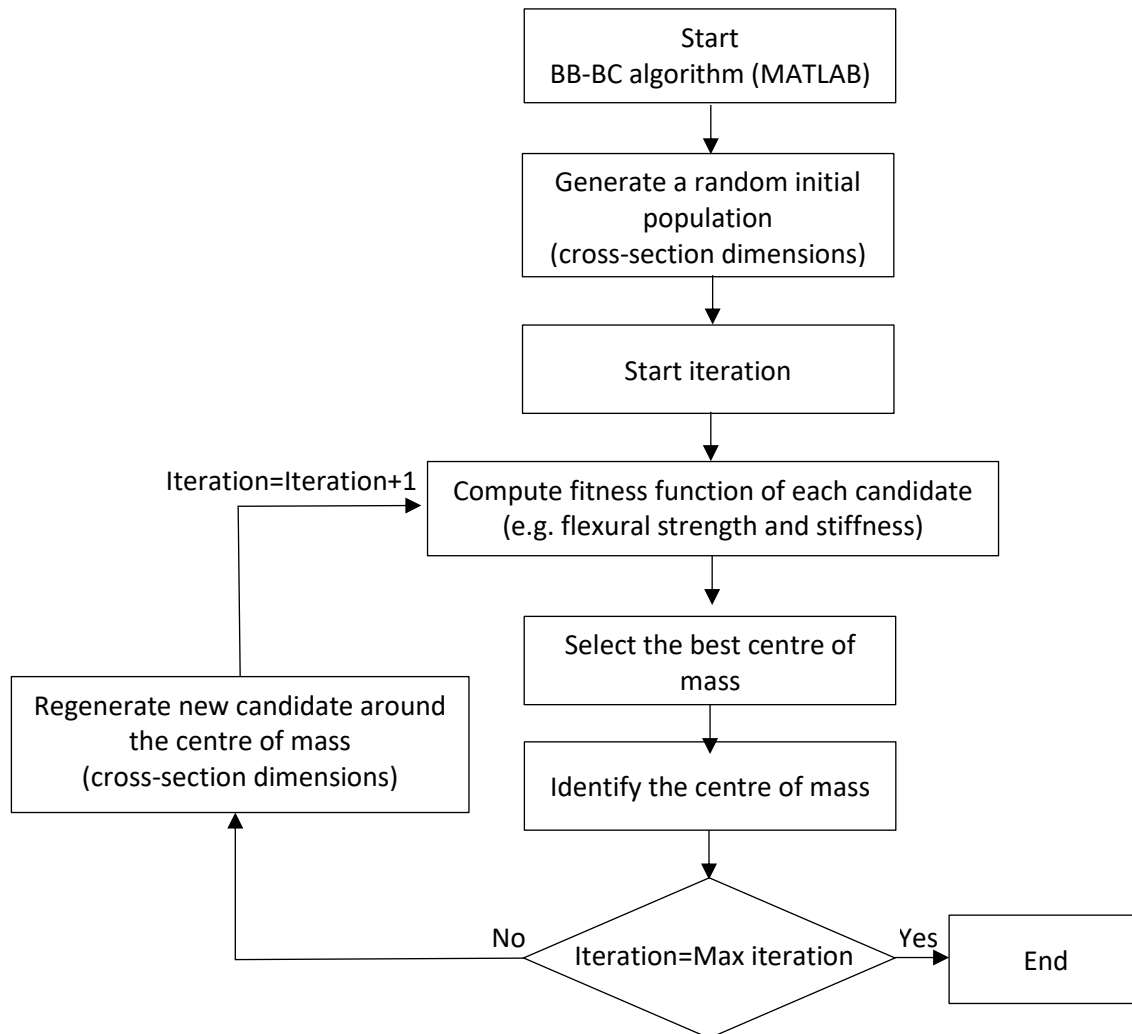 Start
BB-BC algorithm (MATLAB)
Generate a random initial
population
(cross-section dimensions)
Start iteration
Iteration=Iteration+1
Compute fitness function of each candidate
(e.g. flexural strength and stiffness)
Select the best centre of
mass
Regenerate new candidate around
the centre of mass
(cross-section dimensions)
Identify the centre of mass
No
Iteration=Max iteration
Yes
End